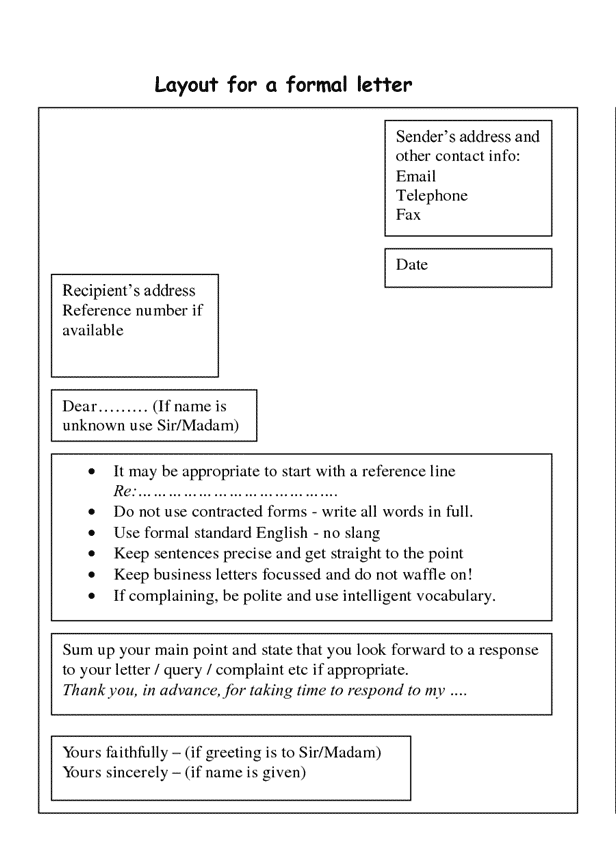 Layout for a formal letter
Sender's address and
other contact info:
Email
Telephone
Fax
Date
Recipient's address
Reference number if
available
Dear……… (If name is
unknown use Sir/Madam)
• It may be appropriate to start with a reference line
Re:………………………………….
• Do not use contracted forms - write all words in full.
• Use formal standard English - no slang
• Keep sentences precise and get straight to the point
• Keep business letters focussed and do not waffle on!
• If complaining, be polite and use intelligent vocabulary.
Sum up your main point and state that you look forward to a response
to your letter / query / complaint etc if appropriate.
Thank you, in advance, for taking time to respond to my ….
Yours faithfully – (if greeting is to Sir/Madam)
Yours sincerely – (if name is given)